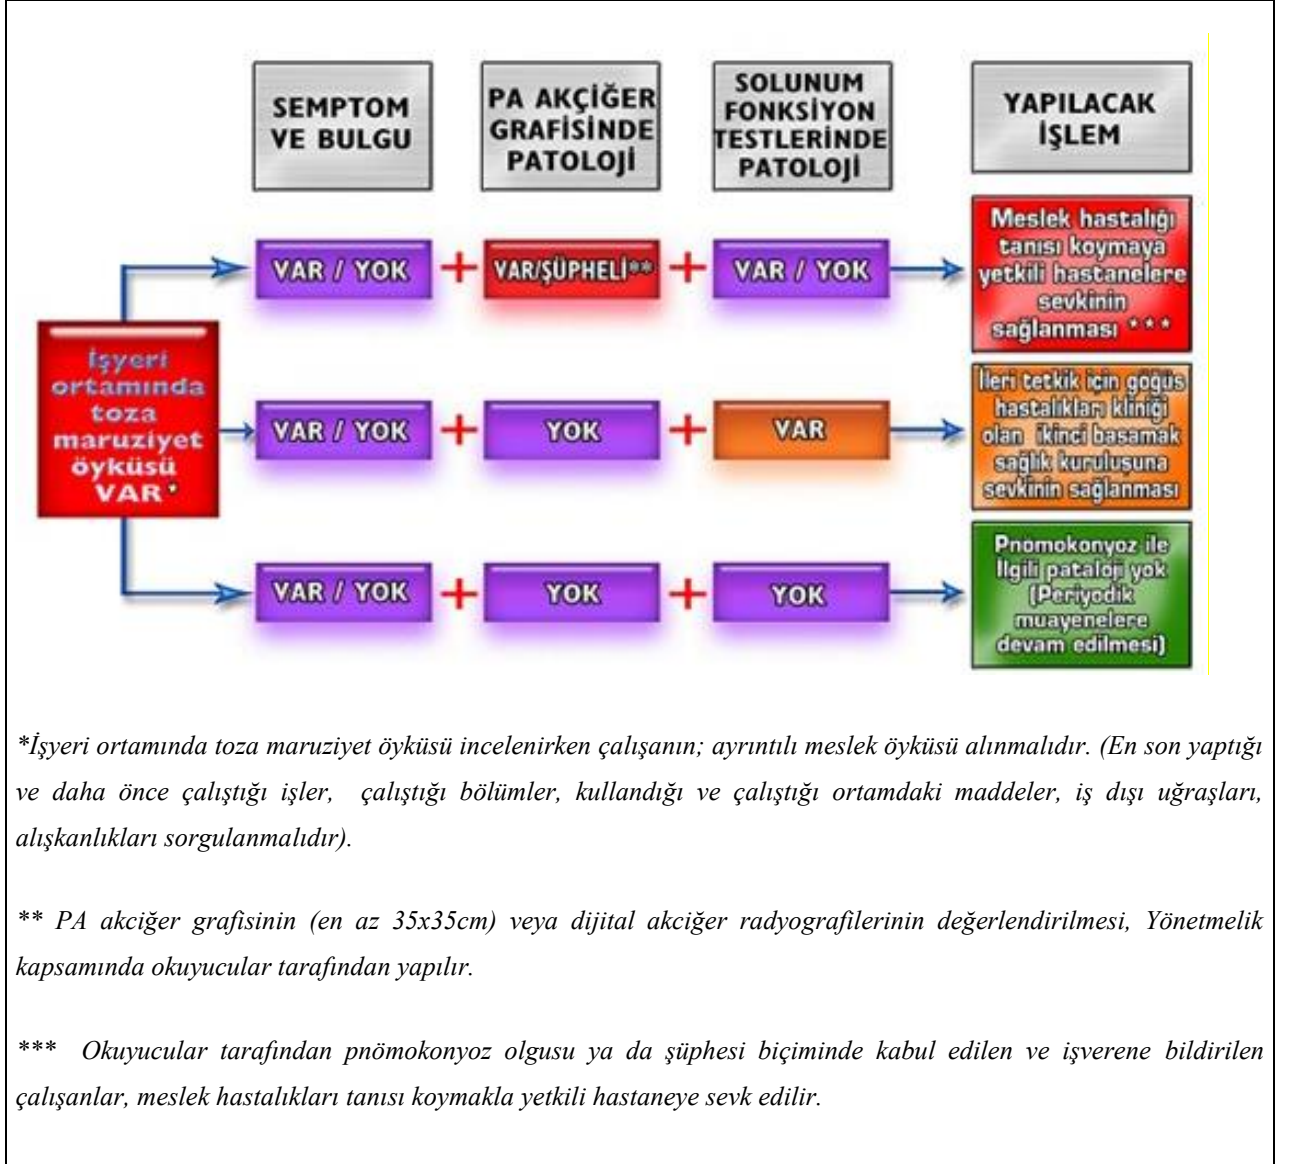 SEMPTOM
VE BULGU
PA AKÇİĞER
GRAFİSİNDE
PATOLOJİ
SOLUNUM
FONKSİYON
TESTLERİNDE
PATOLOJİ
YAPILACAK
İŞLEM
İşyeri
ortamında
toza
maruziyet
öyküsü
VAR*
VAR / YOK
+
VAR/ŞÜPHELİ**
+
VAR / YOK
Meslek hastalığı
tanısı koymaya
yetkili hastanelere
sevkinin
sağlanması ***
VAR / YOK
+
YOK
+
VAR
İleri tetkik için göğüs
hastalıkları kliniği
olan ikinci basamak
sağlık kuruluşuna
sevkinin sağlanması
VAR / YOK
+
YOK
+
YOK
Pnömokonyoz ile
İlgili pataloji yok
(Periyodik
muayenelere
devam edilmesi)
*İşyeri ortamında toza maruziyet öyküsü incelenirken çalışanın; ayrıntılı meslek öyküsü alınmalıdır. (En son yaptığı
ve daha önce çalıştığı işler, çalıştığı bölümler, kullandığı ve çalıştığı ortamdaki maddeler, iş dışı uğraşları,
alışkanlıkları sorgulanmalıdır).
** PA akciğer grafisinin (en az 35x35cm) veya dijital akciğer radyografilerinin değerlendirilmesi, Yönetmelik
kapsamında okuyucular tarafından yapılır.
*** Okuyucular tarafından pnömokonyoz olgusu ya da şüphesi biçiminde kabul edilen ve işverene bildirilen
çalışanlar, meslek hastalıkları tanısı koymakla yetkili hastaneye sevk edilir.